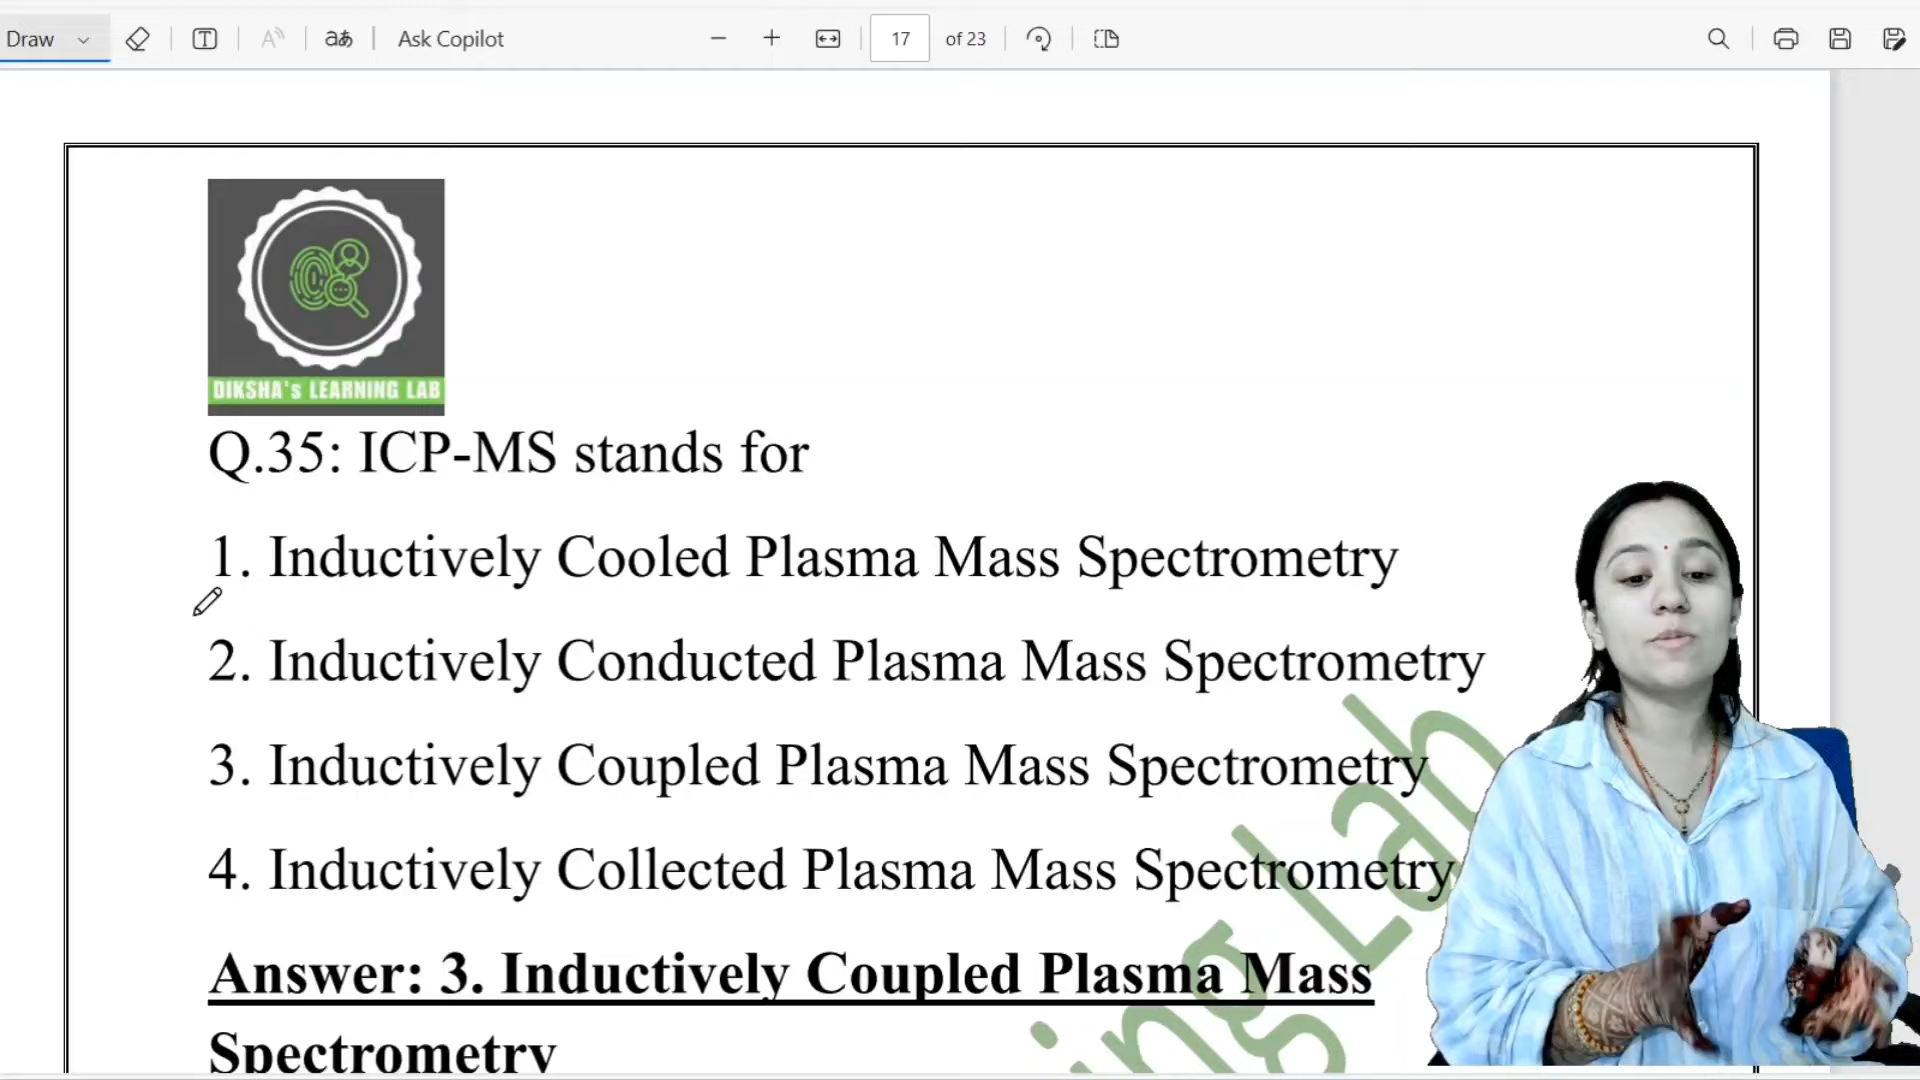 Draw
Ask Copilot
17 of 23
DIKSHA's LEARNING LAB
Q.35: ICP-MS stands for
1. Inductively Cooled Plasma Mass Spectrometry
2. Inductively Conducted Plasma Mass Spectrometry
3. Inductively Coupled Plasma Mass Spectrometry
4. Inductively Collected Plasma Mass Spectrometry
Answer: 3. Inductively Coupled Plasma Mass
Spectrometry
ing Lab